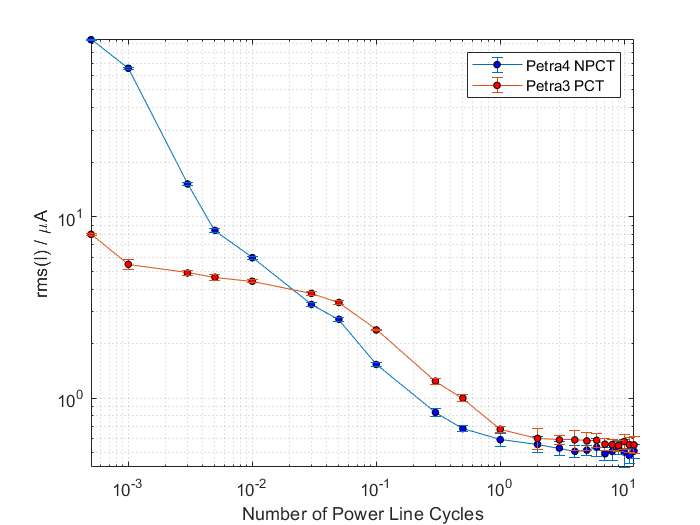 Petra4 NPCT
Petra3 PCT
10^1
10^0
rms(I) / μA
10^-3 10^-2 10^-1 10^0 10^1
Number of Power Line Cycles